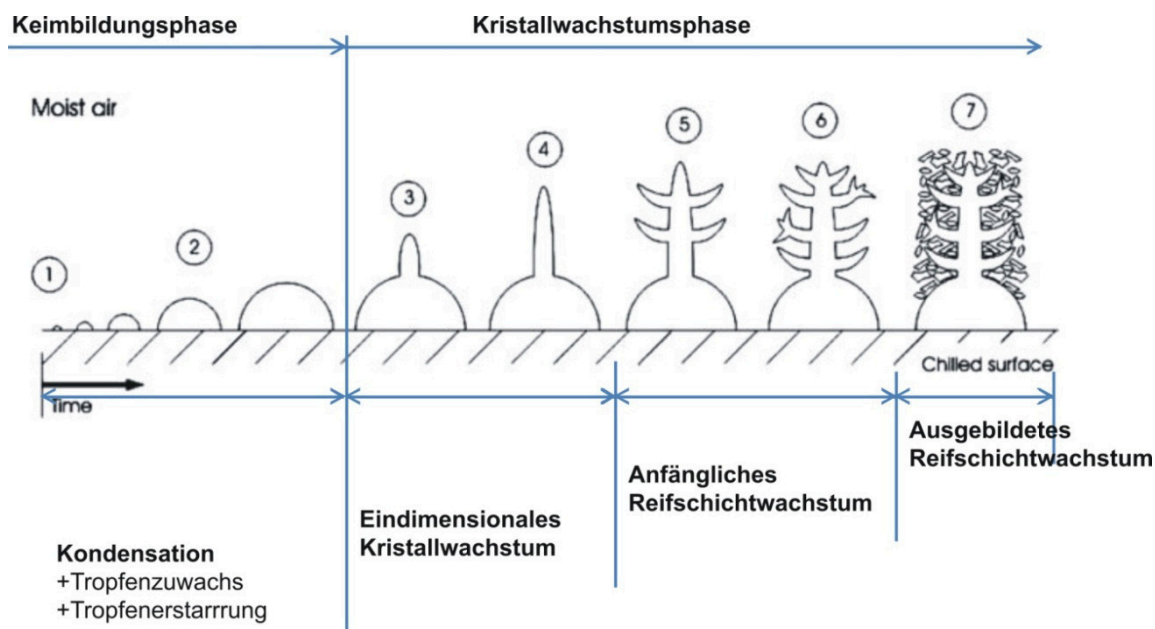 Keimbildungsphase
Kristallwachstumsphase
Moist air
1
2
3
4
5
6
7
Chilled surface
Time
Ausgebildetes
Reifschichtwachstum
Anfängliches
Reifschichtwachstum
Eindimensionales
Kristallwachstum
Kondensation
+Tropfenzuwachs
+Tropfenerstarrrung